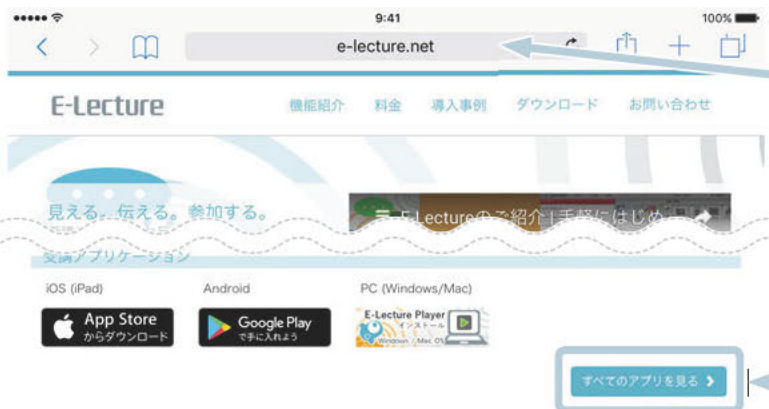 9:41
100%
e-lecture.net
E-Lecture
機能紹介 料金 導入事例 ダウンロード お問い合わせ
見える。伝える。参加する。
E-Lectureのご紹介 | 手軽にはじめ
受講アプリケーション
iOS (iPad) Android PC (Windows/Mac)
App Store
からダウンロード
Google Play
で手に入れよう
E-Lecture Player
インストール
Windows / Mac OS
すべてのアプリを見る